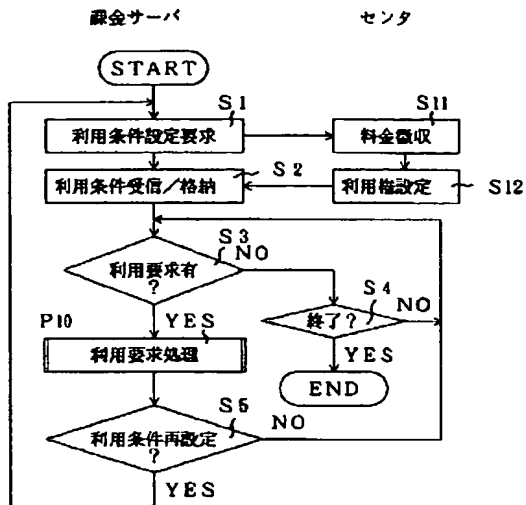 課金サーバ センタ
START
S1 S11
利用条件設定要求 料金徴収
S2
利用条件受信/格納 利用権設定 S12
S3 NO
利用要求有
?
S4 NO
終了?
P10 YES
YES
利用要求処理
END
S5
利用条件再設定 NO
?
YES